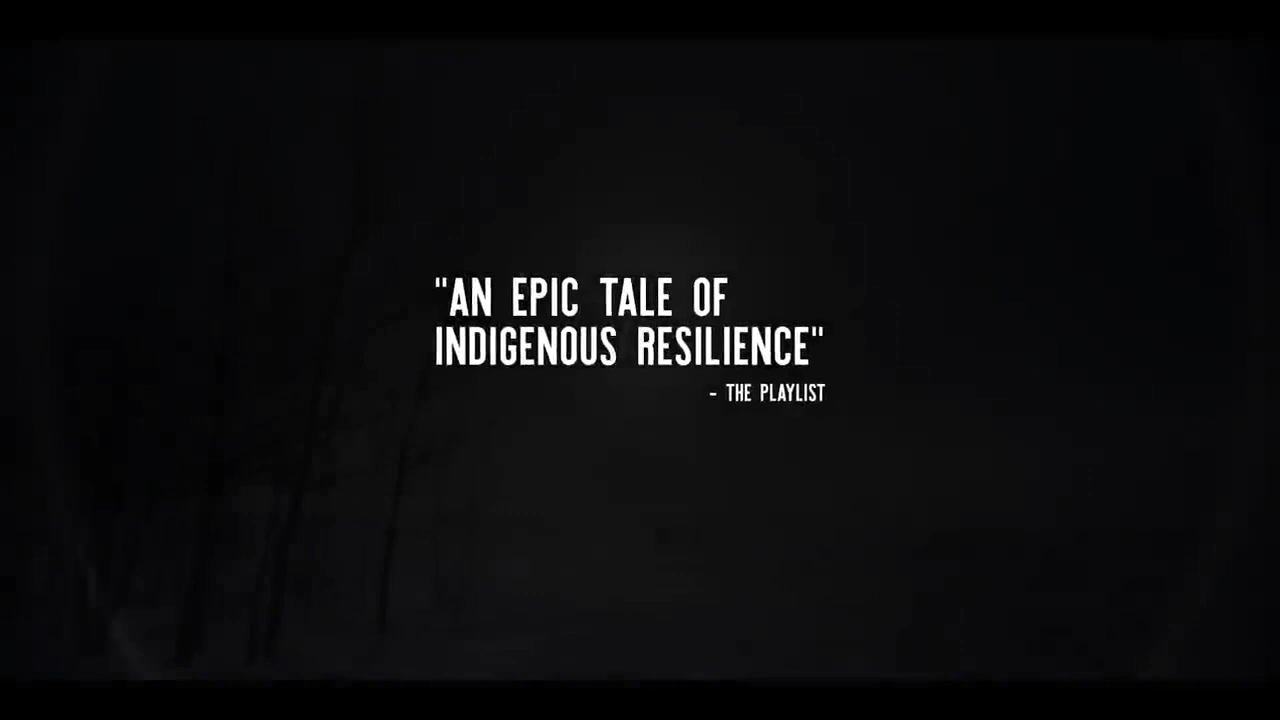 "AN EPIC TALE OF
INDIGENOUS RESILIENCE"
- THE PLAYLIST